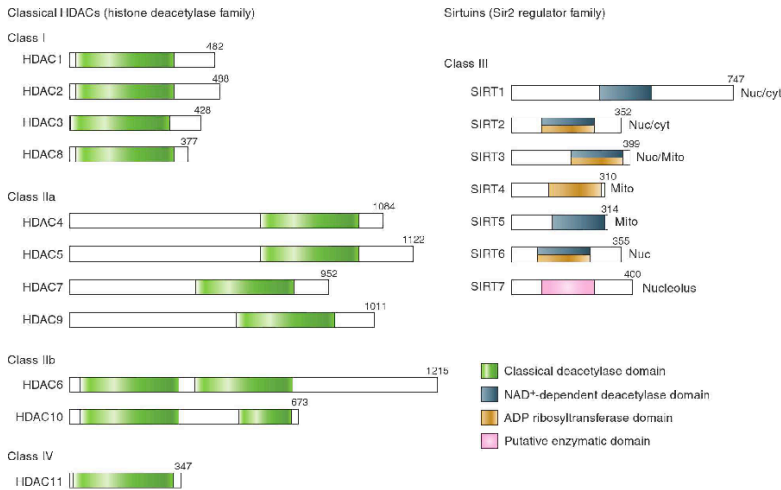 Classical HDACs (histone deacetylase family)
Class I
HDAC1 482
HDAC2 488
HDAC3 428
HDAC8 377
Class IIa
HDAC4 1084
HDAC5 1122
HDAC7 952
HDAC9 1011
Class IIb
HDAC6 1215
HDAC10 673
Class IV
HDAC11 347
Sirtuins (Sir2 regulator family)
Class III
SIRT1 747 Nuc/cyt
SIRT2 352 Nuc/cyt
SIRT3 399 Nuc/Mito
SIRT4 310 Mito
SIRT5 314 Mito
SIRT6 355 Nuc
SIRT7 400 Nucleolus
Classical deacetylase domain
NAD⁺-dependent deacetylase domain
ADP ribosyltransferase domain
Putative enzymatic domain